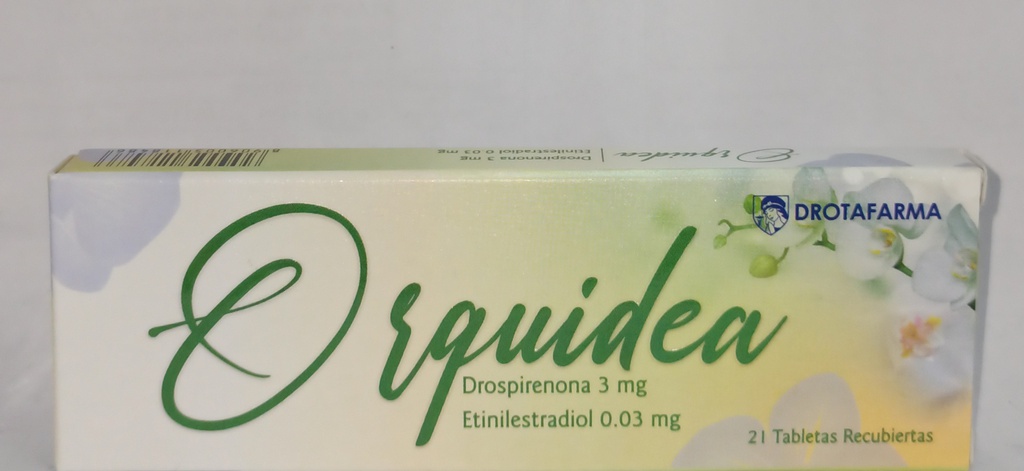 Orquidea
Drospirenona 3 mg
Etinilestradiol 0.03 mg
DROTAFARMA
Orquidea
Drospirenona 3 mg
Etinilestradiol 0.03 mg
21 Tabletas Recubiertas